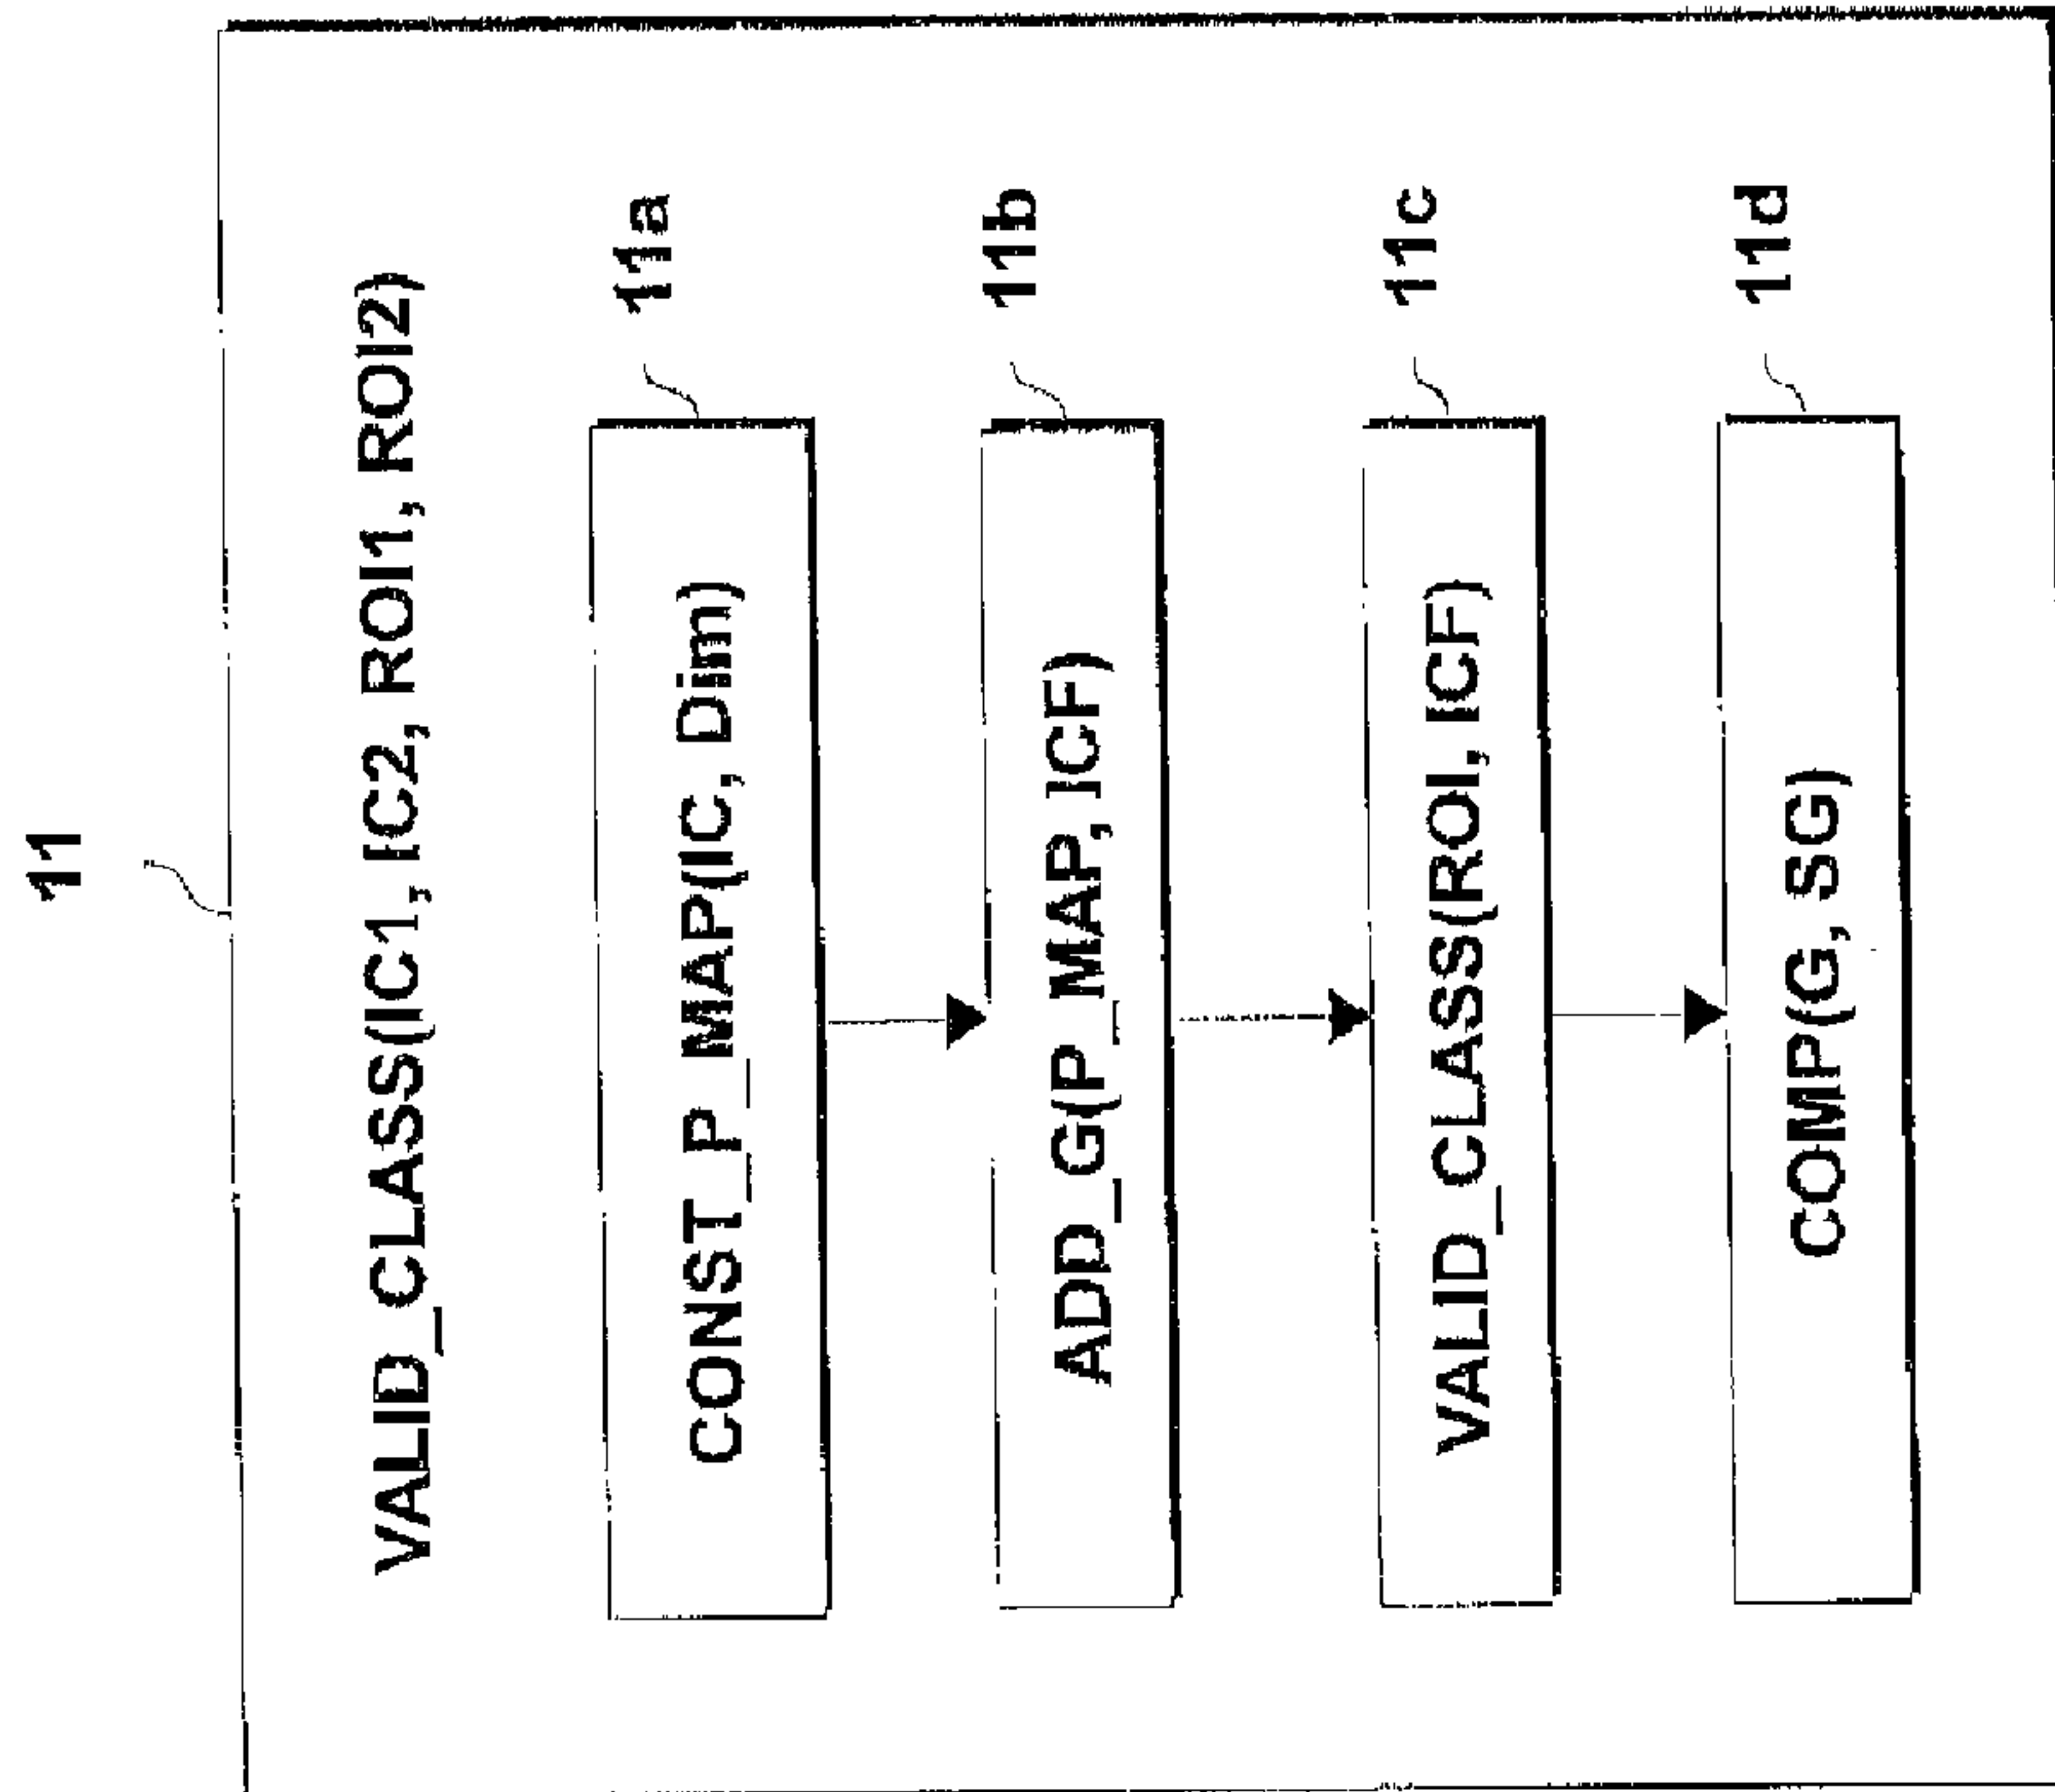 11
VALID_CLASS(IC1, IC2, ROI1, ROI2)
11a
CONST_P_MAP(IC, Dim)
11b
ADD_G(P_MAP, ICF)
11c
VALID_CLASS(ROI, ICF)
11d
COMP(G, SG)